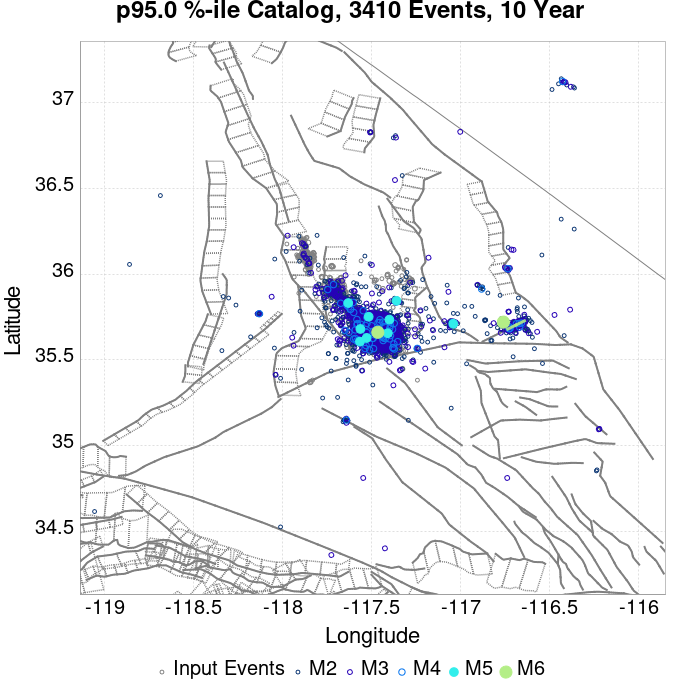 p95.0 %-ile Catalog, 3410 Events, 10 Year
37
36.5
36
35.5
35
34.5
Latitude
-119 -118.5 -118 -117.5 -117 -116.5 -116
Longitude
Input Events M2 M3 M4 M5 M6